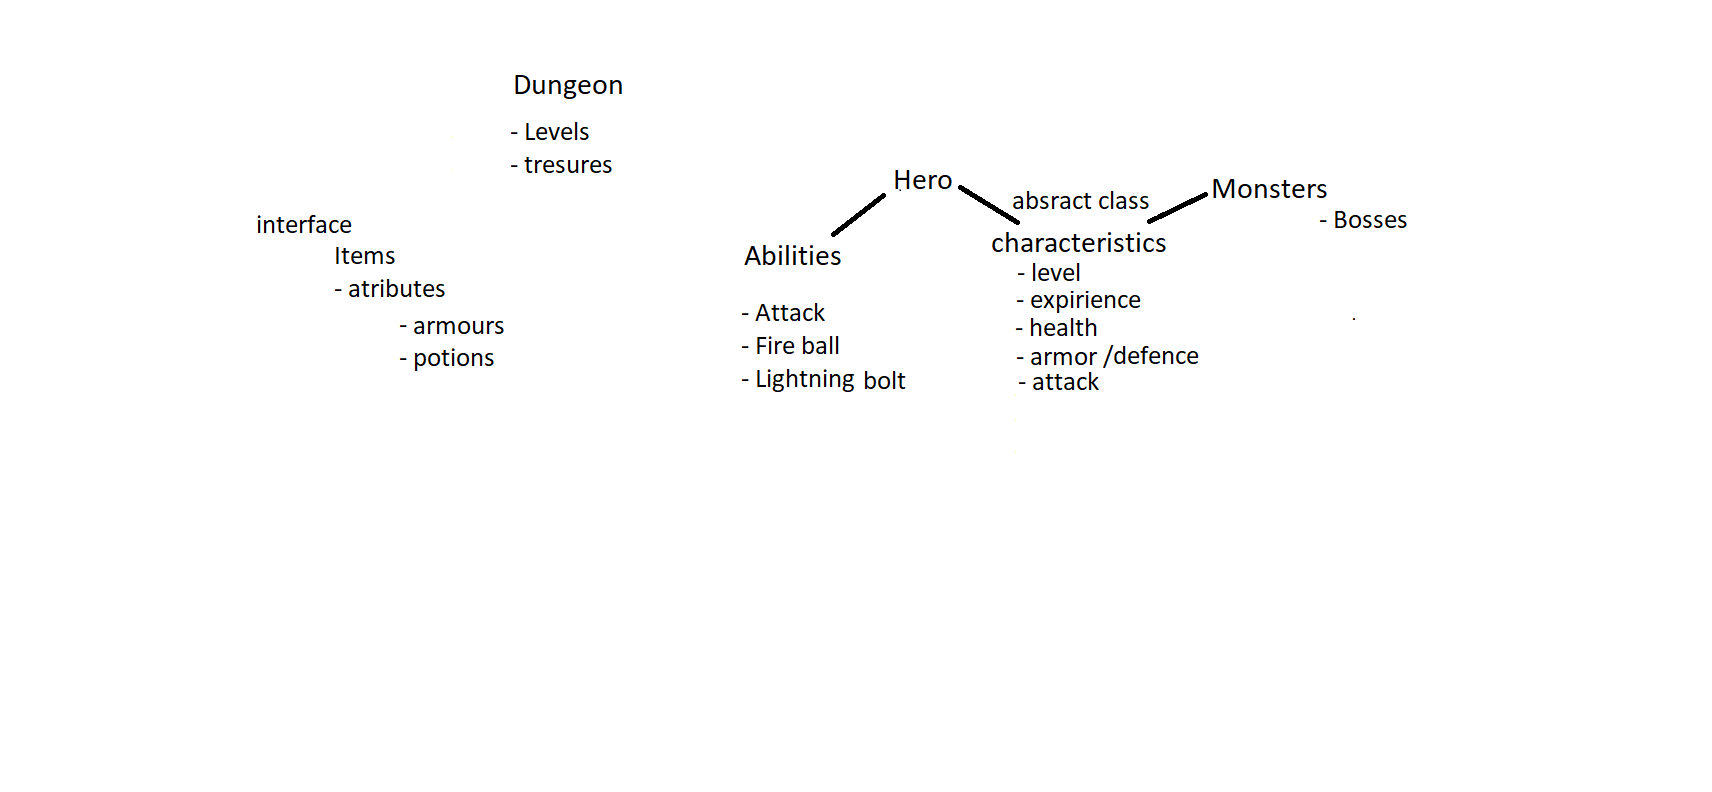 Dungeon
- Levels
- tresures
interface
Items
- atributes
- armours
- potions
Hero
Abilities
- Attack
- Fire ball
- Lightning bolt
absract class
characteristics
- level
- expirience
- health
- armor /defence
- attack
Monsters
- Bosses